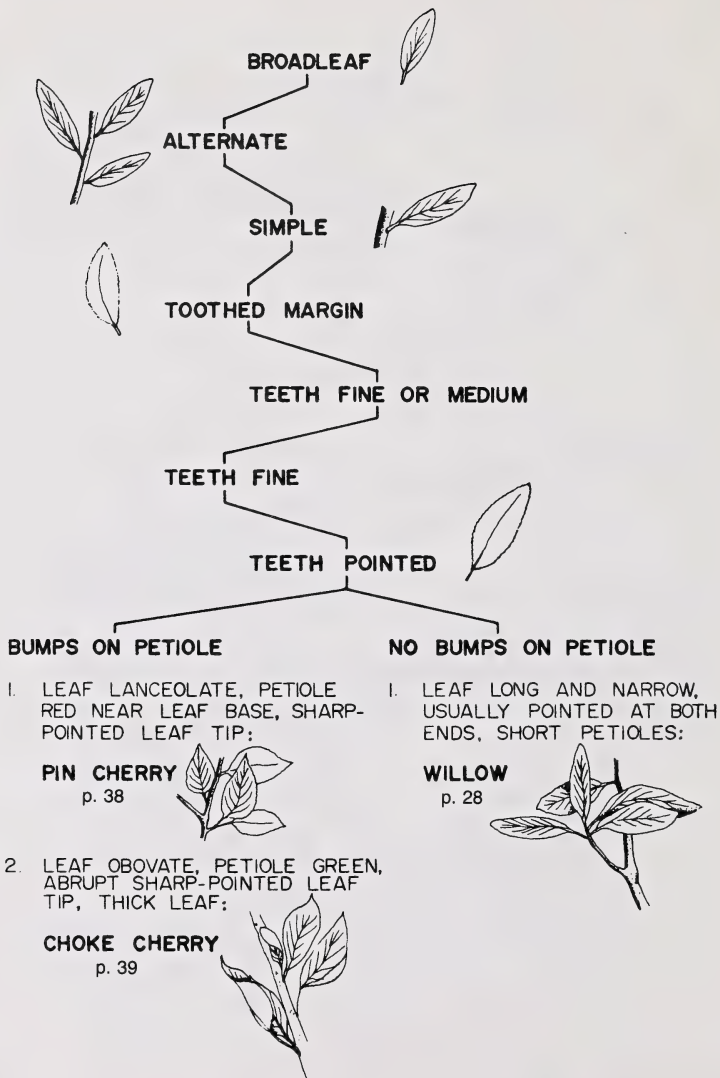 BROADLEAF
ALTERNATE
SIMPLE
TOOTHED MARGIN
TEETH FINE OR MEDIUM
TEETH FINE
TEETH POINTED
BUMPS ON PETIOLE
1. LEAF LANCEOLATE, PETIOLE
RED NEAR LEAF BASE, SHARP-
POINTED LEAF TIP:
PIN CHERRY
p. 38
2. LEAF OBOVATE, PETIOLE GREEN,
ABRUPT SHARP-POINTED LEAF
TIP, THICK LEAF:
CHOKE CHERRY
p. 39
NO BUMPS ON PETIOLE
1. LEAF LONG AND NARROW,
USUALLY POINTED AT BOTH
ENDS, SHORT PETIOLES:
WILLOW
p. 28